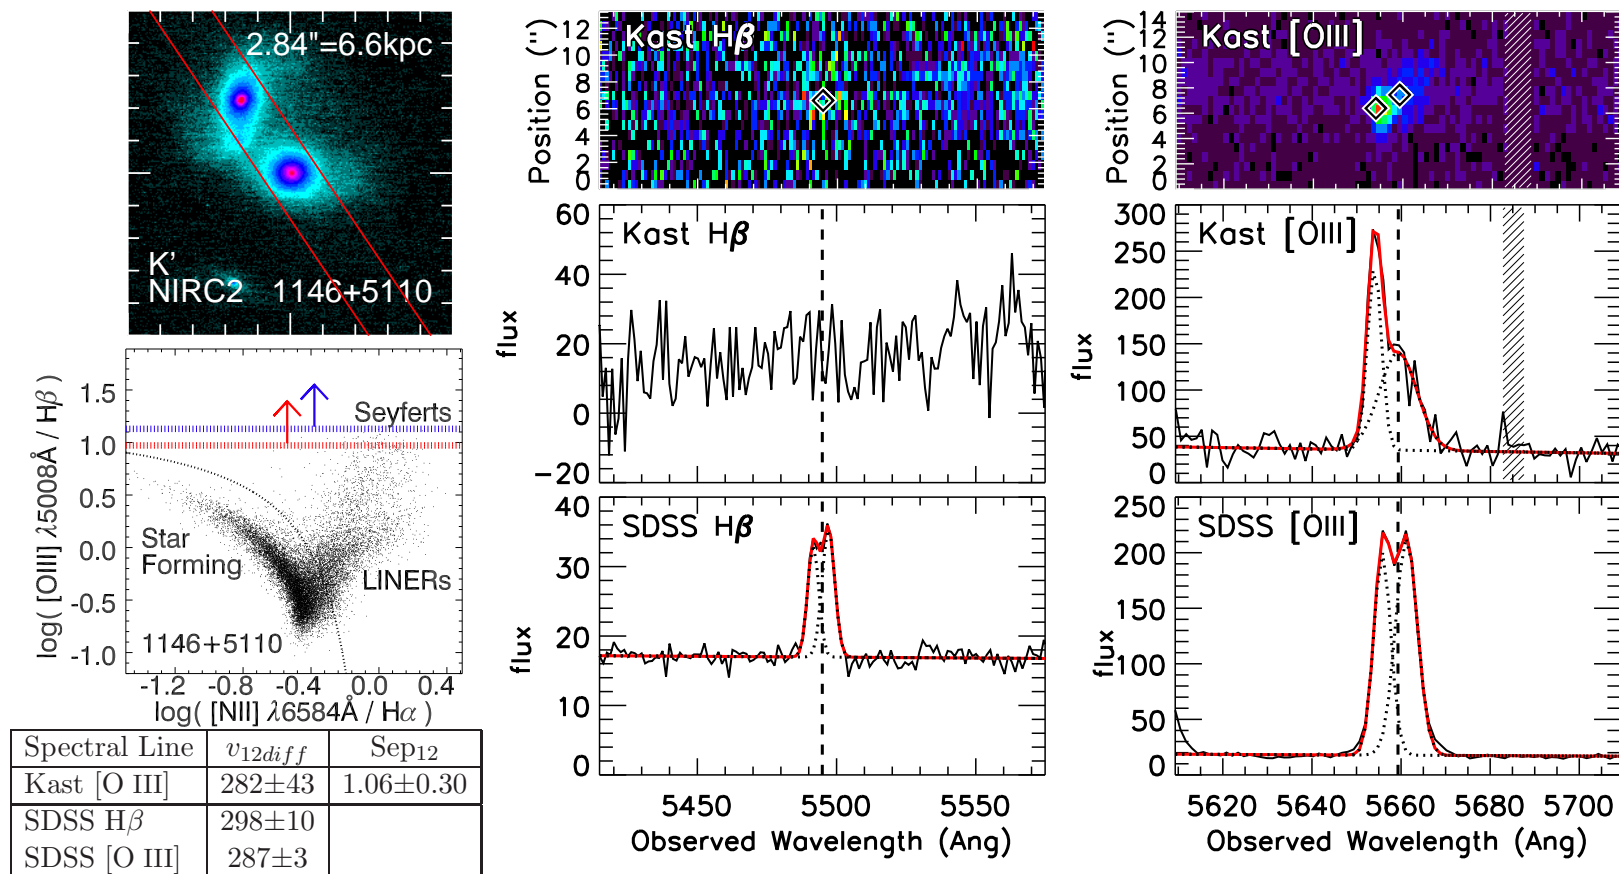 2.84"=6.6kpc
K'
NIRC2 1146+5110
log( [OIII] λ5008Å / Hβ )
1.5
1.0
0.5
0.0
-0.5
-1.0
Seyferts
Star
Forming
LINERs
1146+5110
-1.2 -0.8 -0.4 0.0 0.4
log( [NII] λ6584Å / Hα )
Spectral Line v12diff Sep12
Kast [O III] 282±43 1.06±0.30
SDSS Hβ 298±10
SDSS [O III] 287±3
Position (")
12
10
8
6
4
2
0
Kast Hβ
flux
60
40
20
0
−20
Kast Hβ
flux
40
30
20
10
0
SDSS Hβ
5450 5500 5550
Observed Wavelength (Ang)
Position (")
14
12
10
8
6
4
2
0
Kast [OIII]
flux
300
250
200
150
100
50
0
Kast [OIII]
flux
250
200
150
200
50
0
SDSS [OIII]
5620 5640 5660 5680 5700
Observed Wavelength (Ang)